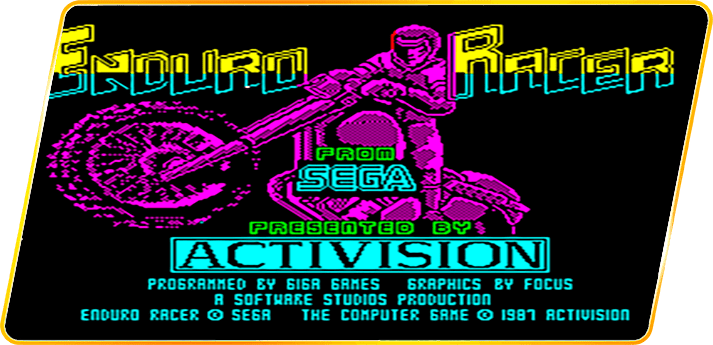 ENDURO RACER
FROM
SEGA
PRESENTED BY
ACTIVISION
PROGRAMMED BY GIGA GAMES GRAPHICS BY FOCUS
A SOFTWARE STUDIOS PRODUCTION
ENDURO RACER © SEGA THE COMPUTER GAME © 1987 ACTIVISION